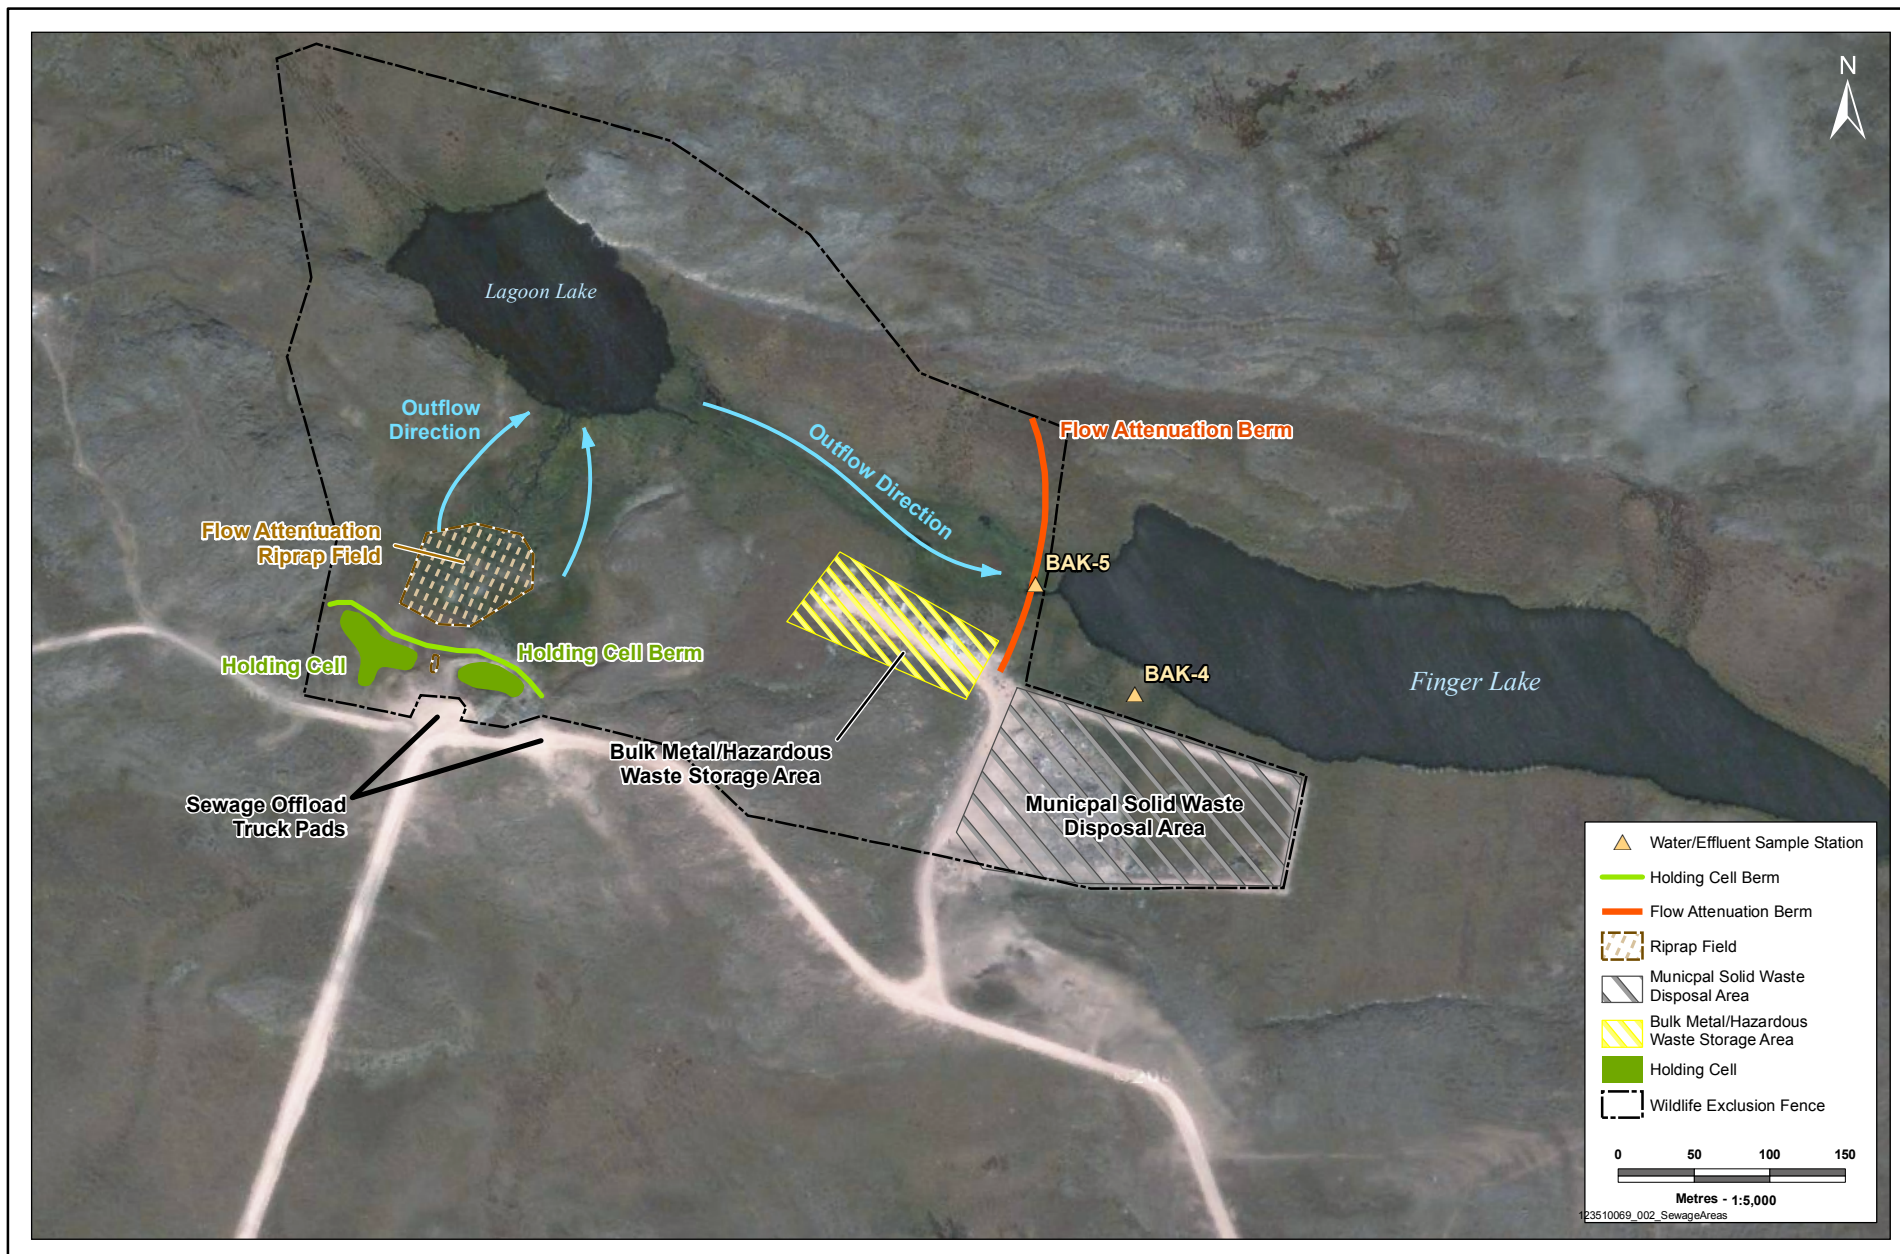 N
Lagoon Lake
Outflow
Direction
Outflow Direction
Flow Attenuation Berm
Flow Attentuation
Riprap Field
BAK-5
Holding Cell
Holding Cell Berm
BAK-4
Finger Lake
Bulk Metal/Hazardous
Waste Storage Area
Sewage Offload
Truck Pads
Municpal Solid Waste
Disposal Area
Water/Effluent Sample Station
Holding Cell Berm
Flow Attenuation Berm
Riprap Field
Municpal Solid Waste
Disposal Area
Bulk Metal/Hazardous
Waste Storage Area
Holding Cell
Wildlife Exclusion Fence
0 50 100 150
Metres - 1:5,000
123510069_002_SewageAreas